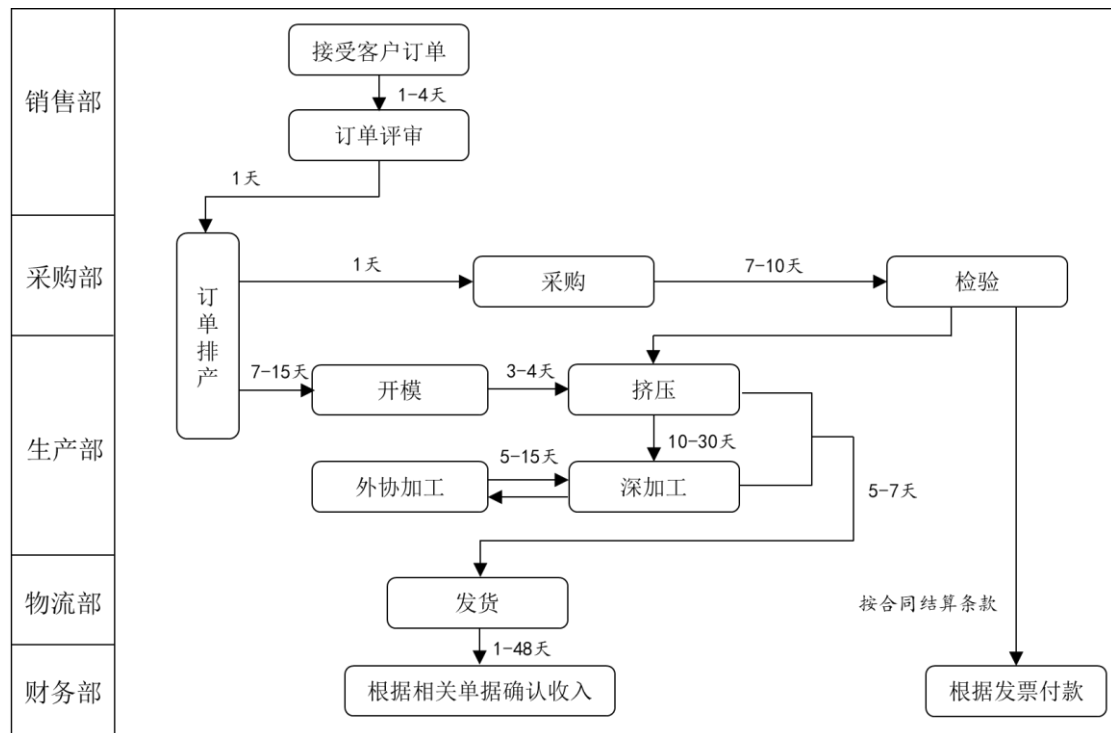 销售部
接受客户订单
1-4天
订单评审
1天
采购部
订单排产
1天
采购
7-10天
检验
生产部
7-15天
开模
3-4天
挤压
10-30天
外协加工
5-15天
深加工
5-7天
物流部
发货
按合同结算条款
1-48天
财务部
根据相关单据确认收入
根据发票付款